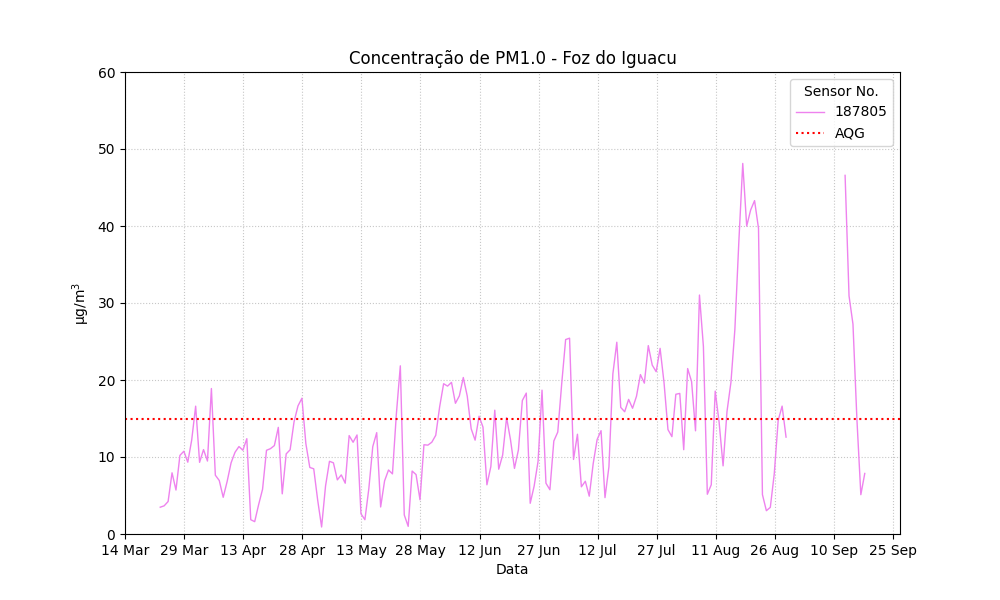 Concentração de PM1.0 - Foz do Iguacu
Sensor No.
187805
AQG
60
50
40
30
20
10
0
µg/m³
14 Mar 29 Mar 13 Apr 28 Apr 13 May 28 May 12 Jun 27 Jun 12 Jul 27 Jul 11 Aug 26 Aug 10 Sep 25 Sep
Data